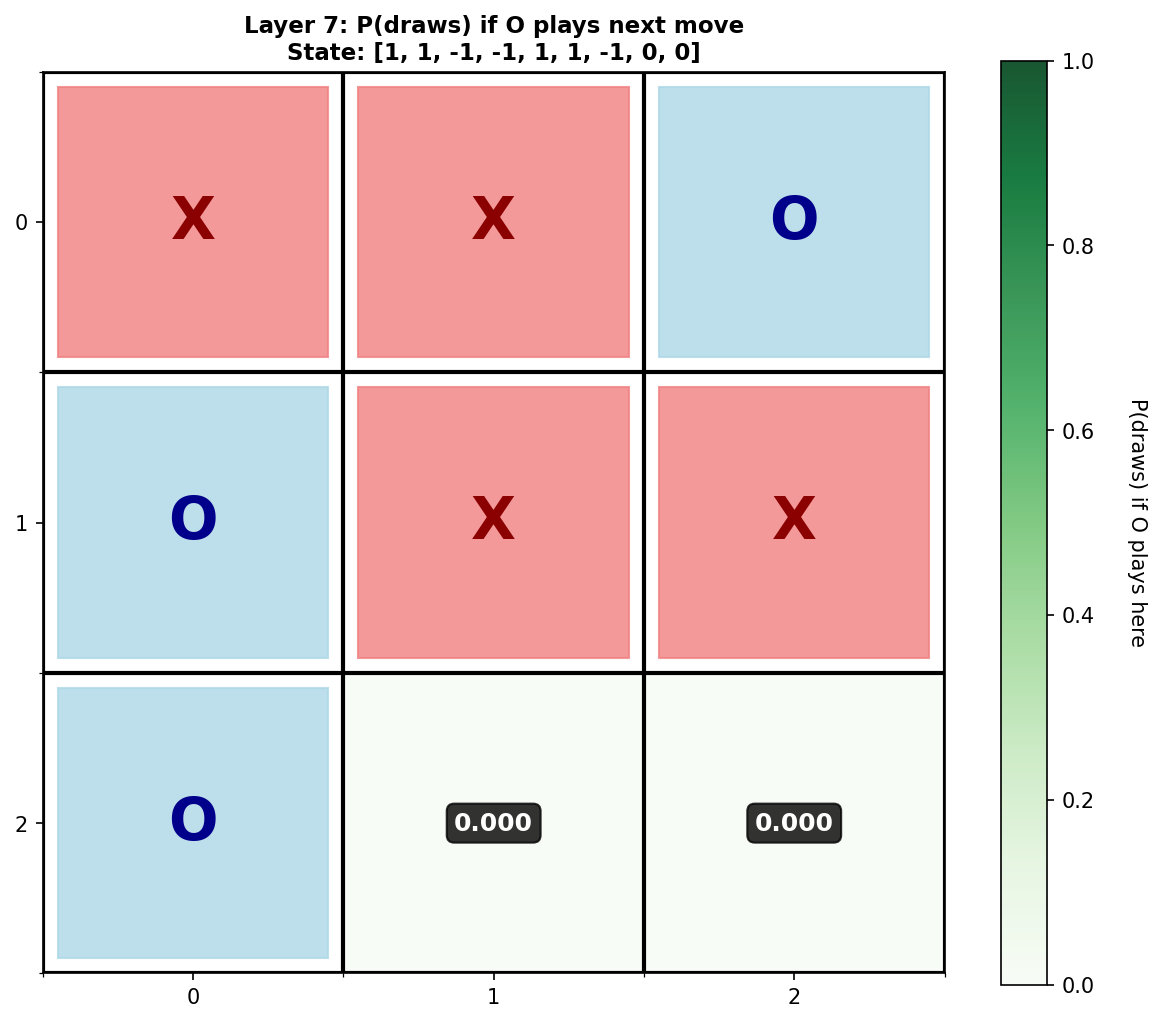 Layer 7: P(draws) if O plays next move
State: [1, 1, -1, -1, 1, 1, -1, 0, 0]
X
X
O
O
X
X
O
0.000
0.000
0
1
2
0
1
2
1.0
0.8
0.6
0.4
0.2
0.0
P(draws) if O plays here